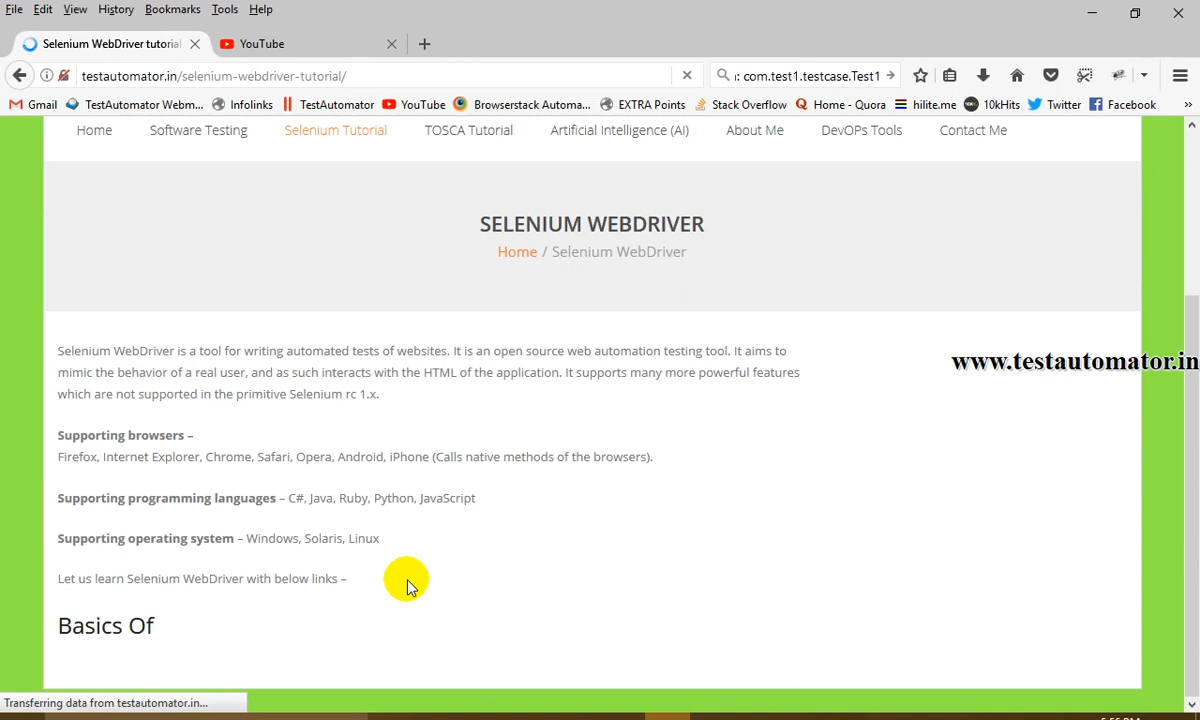 File Edit View History Bookmarks Tools Help
Selenium WebDriver tutorial YouTube
testautomator.in/selenium-webdriver-tutorial/ com.test1.testcase.Test1
Gmail TestAutomator Webm... Infolinks TestAutomator YouTube Browserstack Automa... EXTRA Points Stack Overflow Home - Quora hilite.me 10kHits Twitter Facebook »
Home Software Testing Selenium Tutorial TOSCA Tutorial Artificial Intelligence (AI) About Me DevOPs Tools Contact Me
SELENIUM WEBDRIVER
Home / Selenium WebDriver
Selenium WebDriver is a tool for writing automated tests of websites. It is an open source web automation testing tool. It aims to
www.testautomator.in
mimic the behavior of a real user, and as such interacts with the HTML of the application. It supports many more powerful features
which are not supported in the primitive Selenium rc 1.x.
Supporting browsers –
Firefox, Internet Explorer, Chrome, Safari, Opera, Android, iPhone (Calls native methods of the browsers).
Supporting programming languages – C#, Java, Ruby, Python, JavaScript
Supporting operating system – Windows, Solaris, Linux
Let us learn Selenium WebDriver with below links –
Basics Of
Transferring data from testautomator.in...